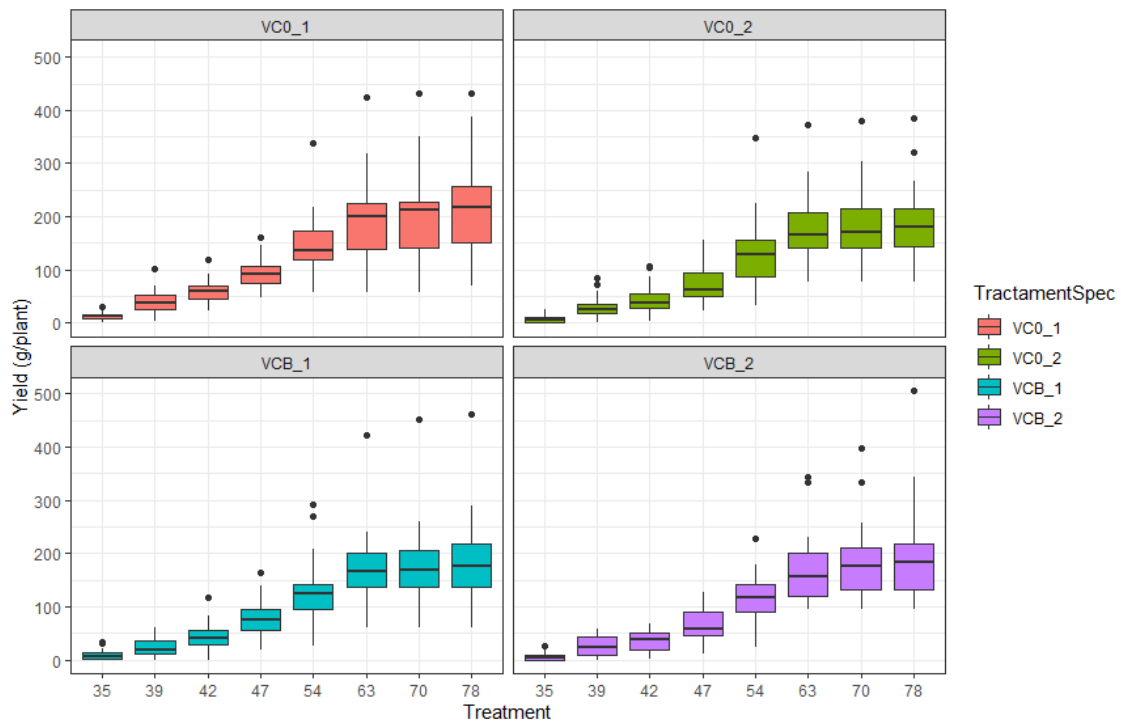 VC0_1
VC0_2
500
400
300
200
100
0
VCB_1
VCB_2
500
400
300
200
100
0
35 39 42 47 54 63 70 78
35 39 42 47 54 63 70 78
Treatment
Yield (g/plant)
TractamentSpec
VC0_1
VC0_2
VCB_1
VCB_2